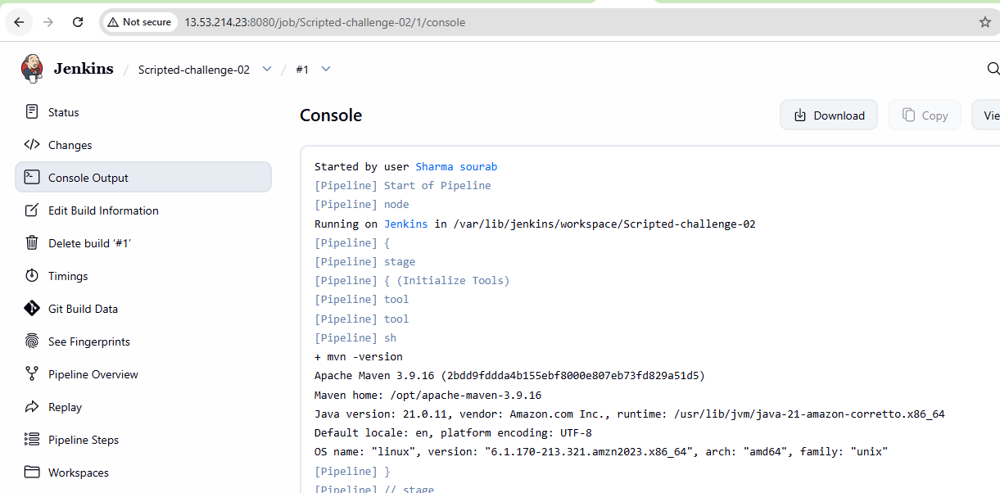 Not secure 13.53.214.23:8080/job/Scripted-challenge-02/1/console
Jenkins / Scripted-challenge-02 / #1
Status
Changes
Console Output
Edit Build Information
Delete build ‘#1’
Timings
Git Build Data
See Fingerprints
Pipeline Overview
Replay
Pipeline Steps
Workspaces
Console
Download
Copy
Vie
Started by user Sharma sourab
[Pipeline] Start of Pipeline
[Pipeline] node
Running on Jenkins in /var/lib/jenkins/workspace/Scripted-challenge-02
[Pipeline] {
[Pipeline] stage
[Pipeline] { (Initialize Tools)
[Pipeline] tool
[Pipeline] tool
[Pipeline] sh
+ mvn -version
Apache Maven 3.9.16 (2bdd9fddda4b155ebf8000e807eb73fd829a51d5)
Maven home: /opt/apache-maven-3.9.16
Java version: 21.0.11, vendor: Amazon.com Inc., runtime: /usr/lib/jvm/java-21-amazon-corretto.x86_64
Default locale: en, platform encoding: UTF-8
OS name: "linux", version: "6.1.170-213.321.amzn2023.x86_64", arch: "amd64", family: "unix"
[Pipeline] }
[Pipeline] // stage